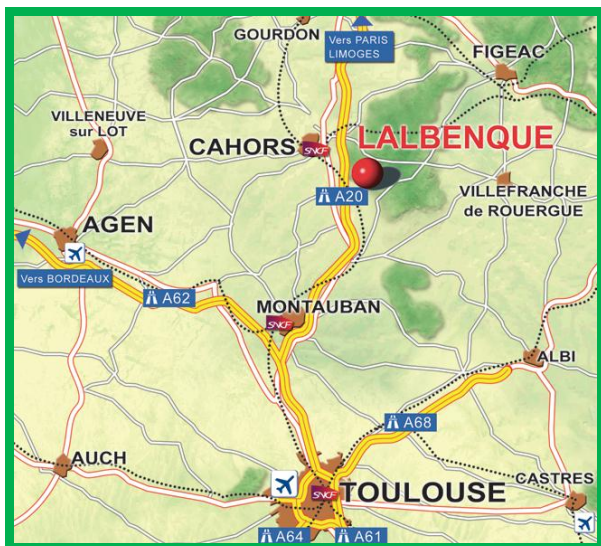 GOURDON
Vers PARIS
LIMOGES
FIGEAC
VILLENEUVE
sur LOT
CAHORS
SNCF
LALBENQUE
A20
VILLEFRANCHE
de ROUERGUE
AGEN
Vers BORDEAUX
A62
MONTAUBAN
SNCF
ALBI
A68
AUCH
CASTRES
SNCF
TOULOUSE
A64
A61